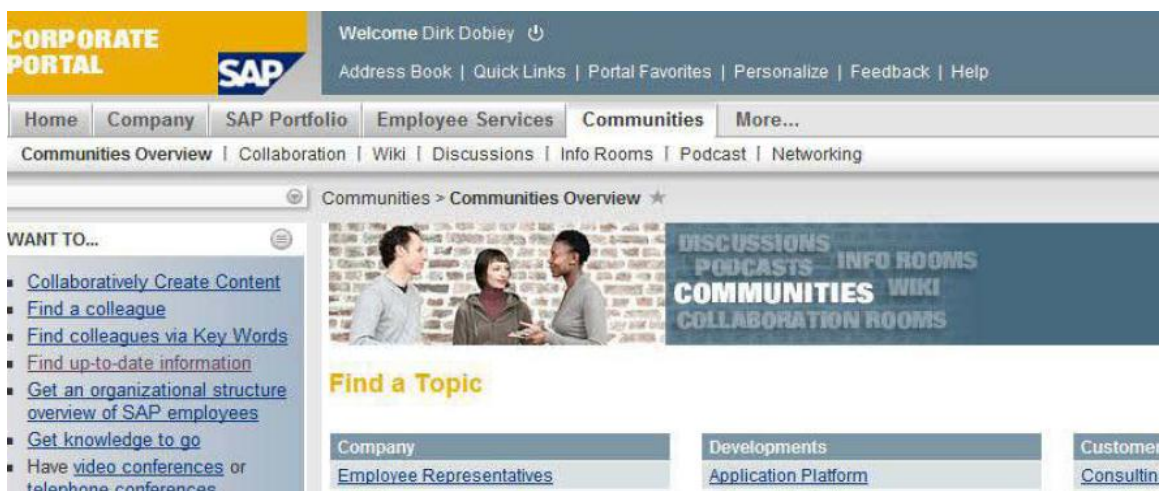 CORPORATE
PORTAL
SAP
Welcome Dirk Dobiey
Address Book | Quick Links | Portal Favorites | Personalize | Feedback | Help
Home Company SAP Portfolio Employee Services Communities More...
Communities Overview | Collaboration | Wiki | Discussions | Info Rooms | Podcast | Networking
Communities > Communities Overview
WANT TO...
Collaboratively Create Content
Find a colleague
Find colleagues via Key Words
Find up-to-date information
Get an organizational structure
overview of SAP employees
Get knowledge to go
Have video conferences or
telephone conferences
DISCUSSIONS
PODCASTS INFO ROOMS
COMMUNITIES WIKI
COLLABORATION ROOMS
Find a Topic
Company
Employee Representatives
Developments
Application Platform
Customer
Consultin